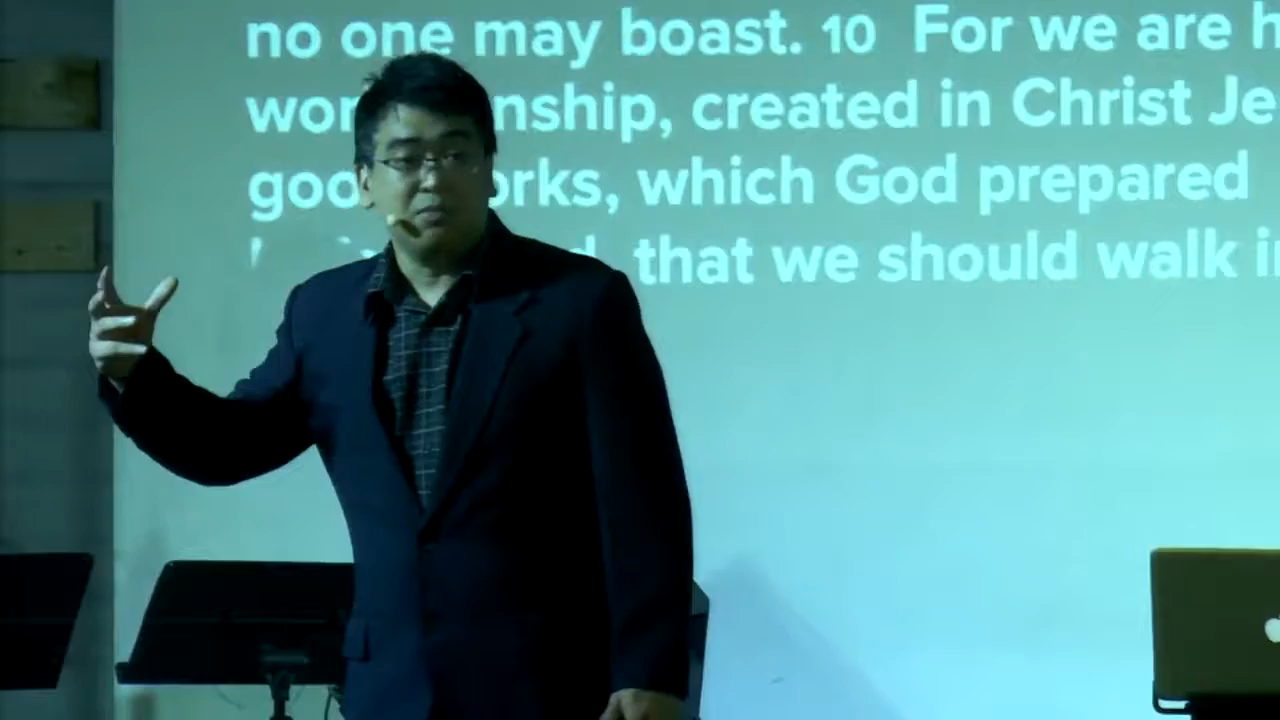 no one may boast. 10 For we are h
wor nship, created in Christ Je
goo orks, which God prepared
d, that we should walk i